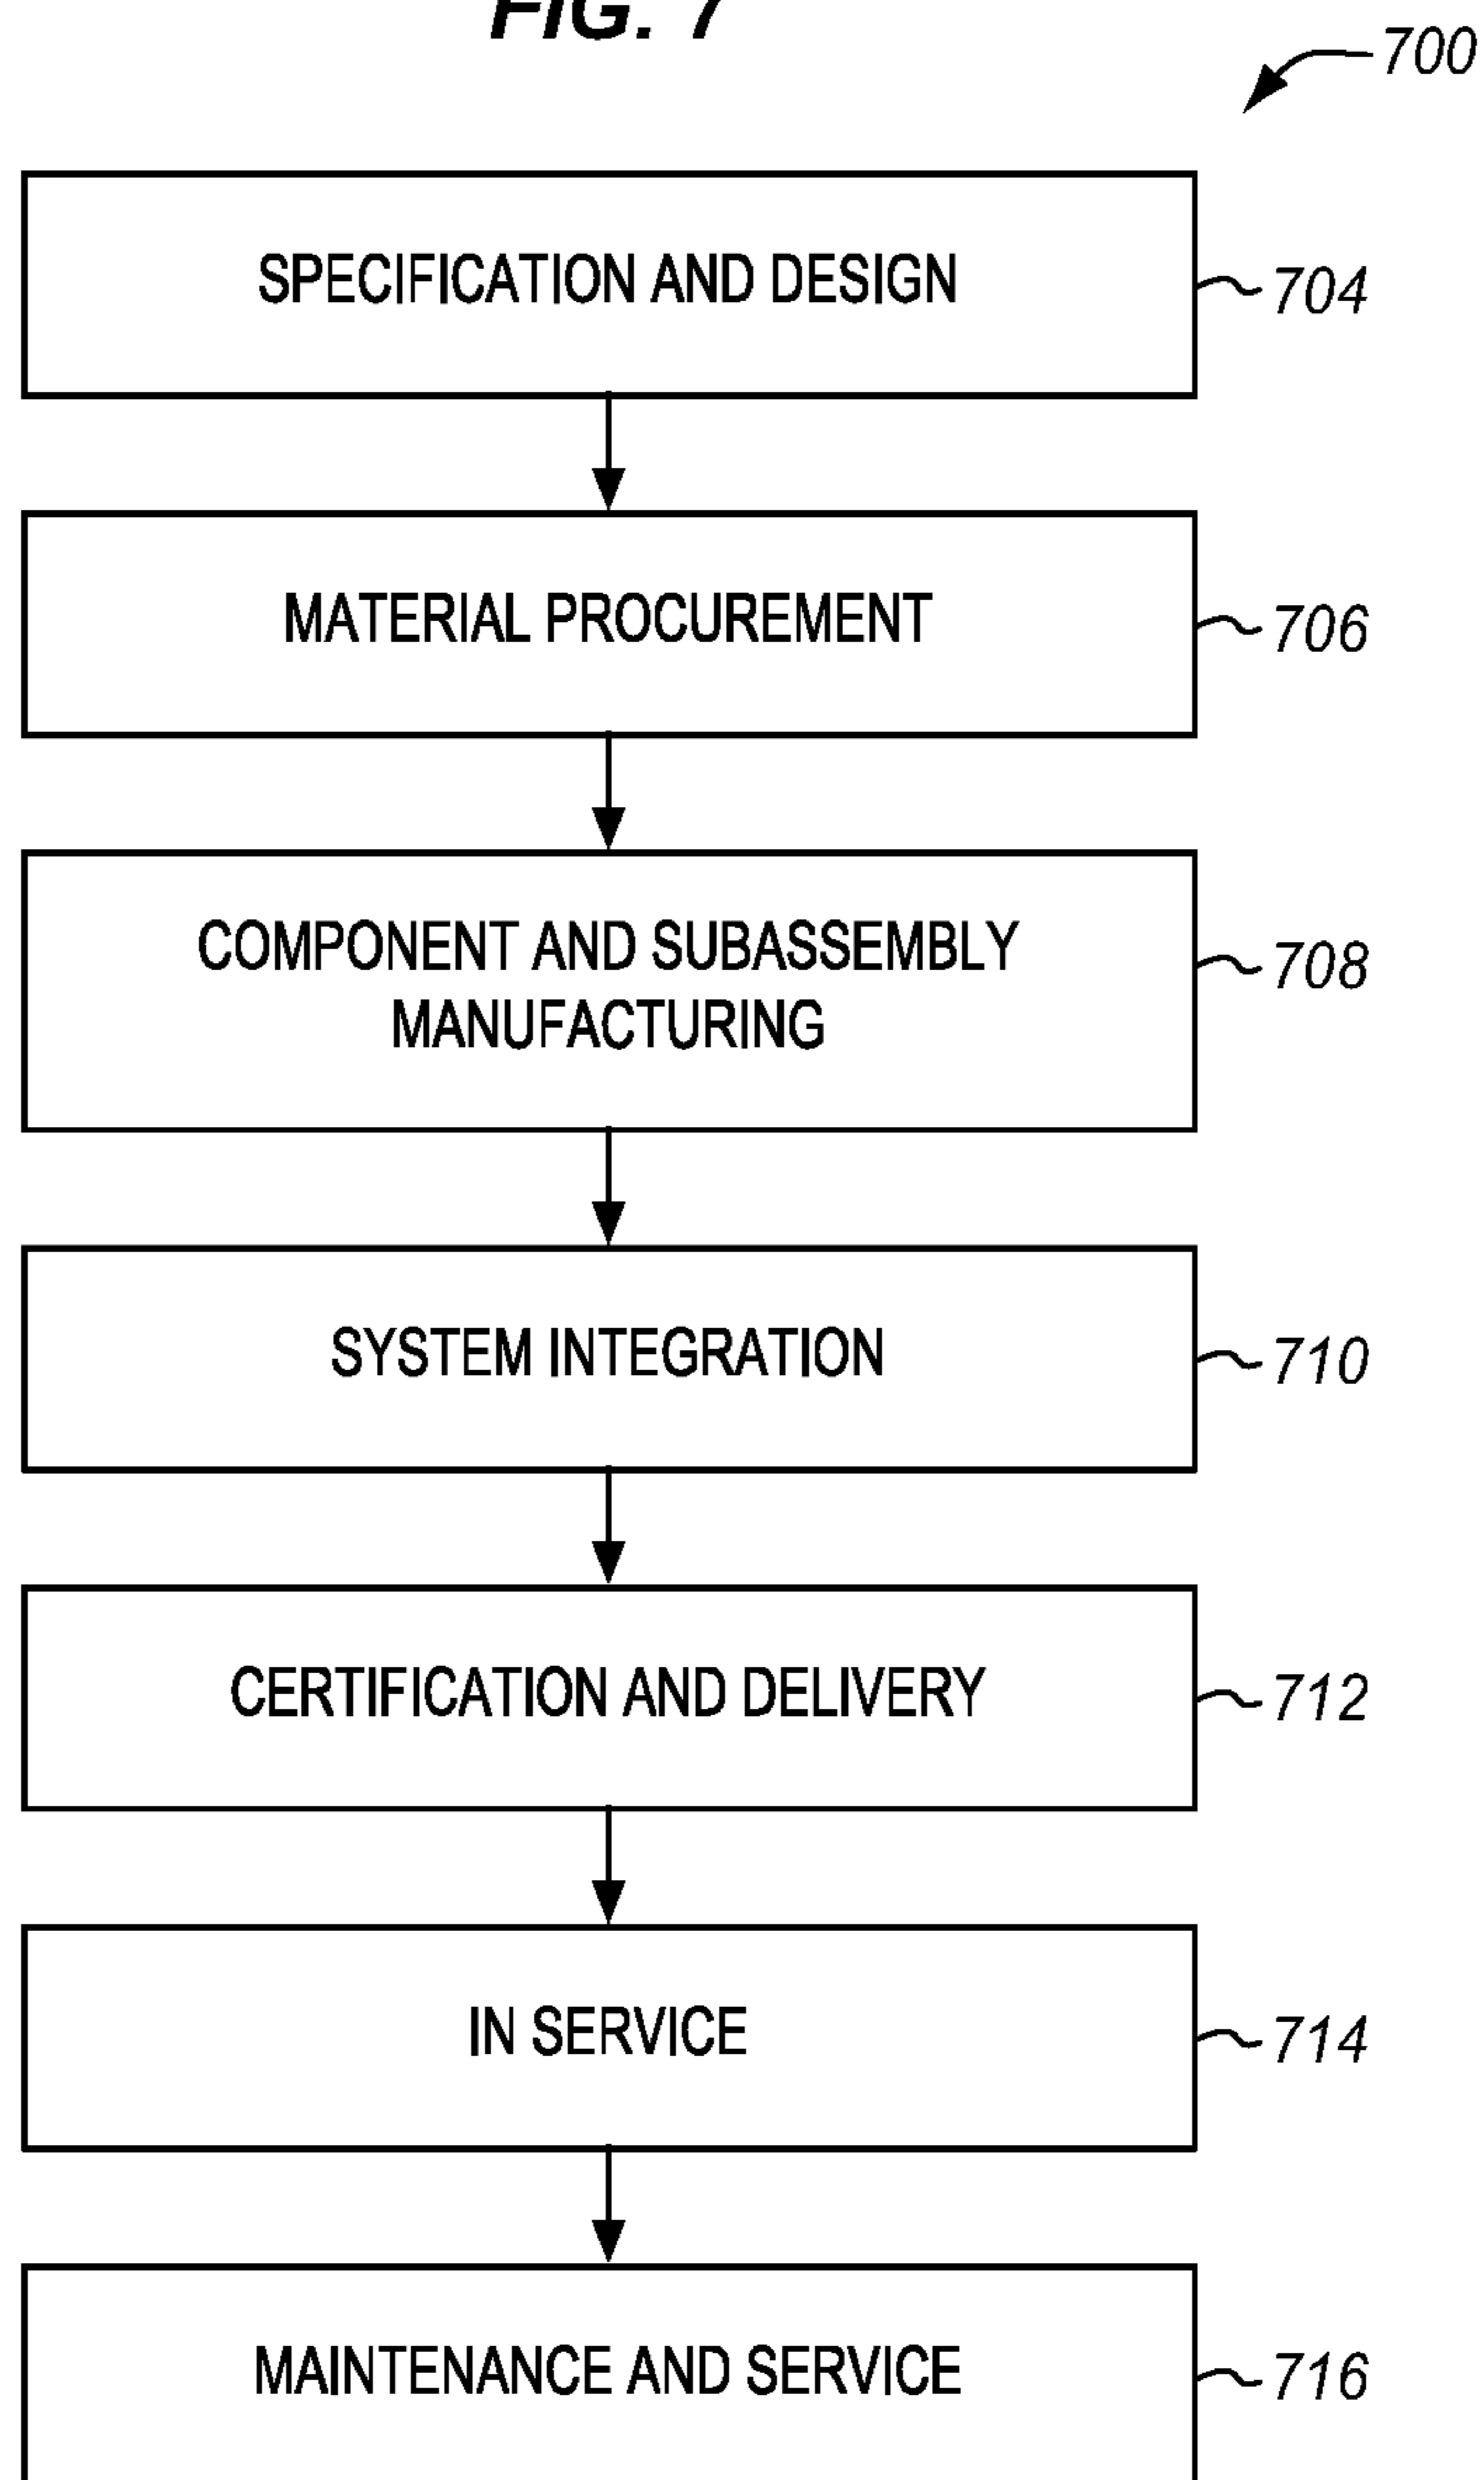 FIG. 7
700
SPECIFICATION AND DESIGN
704
MATERIAL PROCUREMENT
706
COMPONENT AND SUBASSEMBLY
MANUFACTURING
708
SYSTEM INTEGRATION
710
CERTIFICATION AND DELIVERY
712
IN SERVICE
714
MAINTENANCE AND SERVICE
716